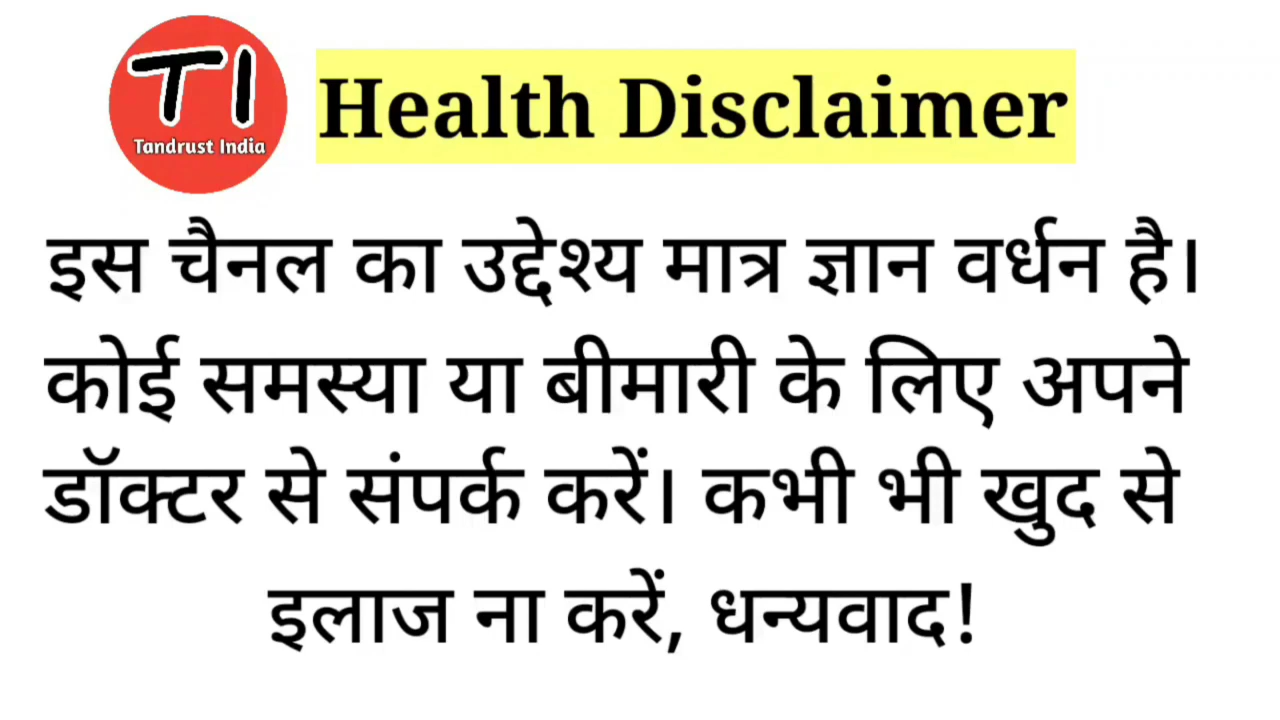 TI
Tandrust India
Health Disclaimer
इस चैनल का उद्देश्य मात्र ज्ञान वर्धन है।
कोई समस्या या बीमारी के लिए अपने
डॉक्टर से संपर्क करें। कभी भी खुद से
इलाज ना करें, धन्यवाद!